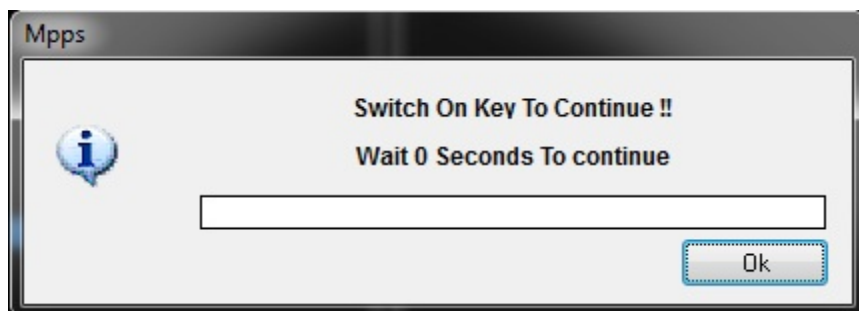 Mpps
Switch On Key To Continue !!
Wait 0 Seconds To continue
Ok